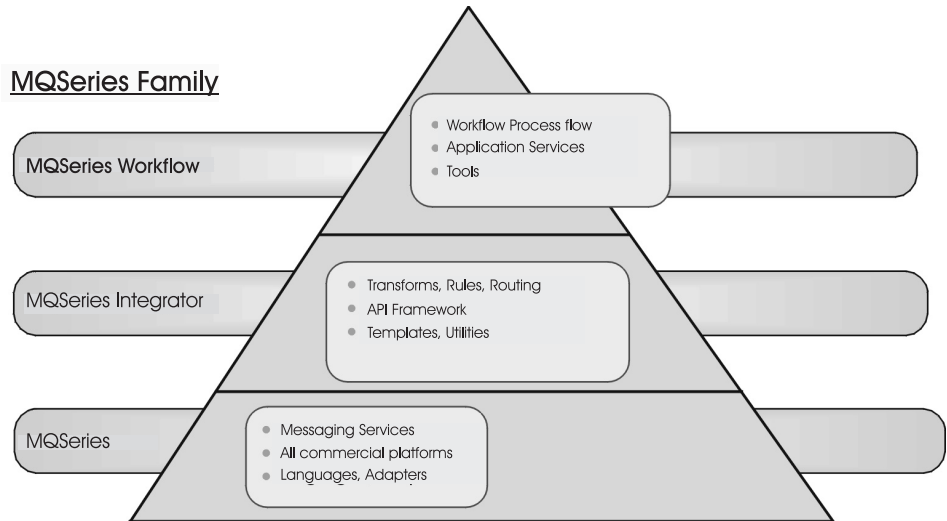 MQSeries Family
MQSeries Workflow
Workflow Process flow
Application Services
Tools
MQSeries Integrator
Transforms, Rules, Routing
API Framework
Templates, Utilities
MQSeries
Messaging Services
All commercial platforms
Languages, Adapters